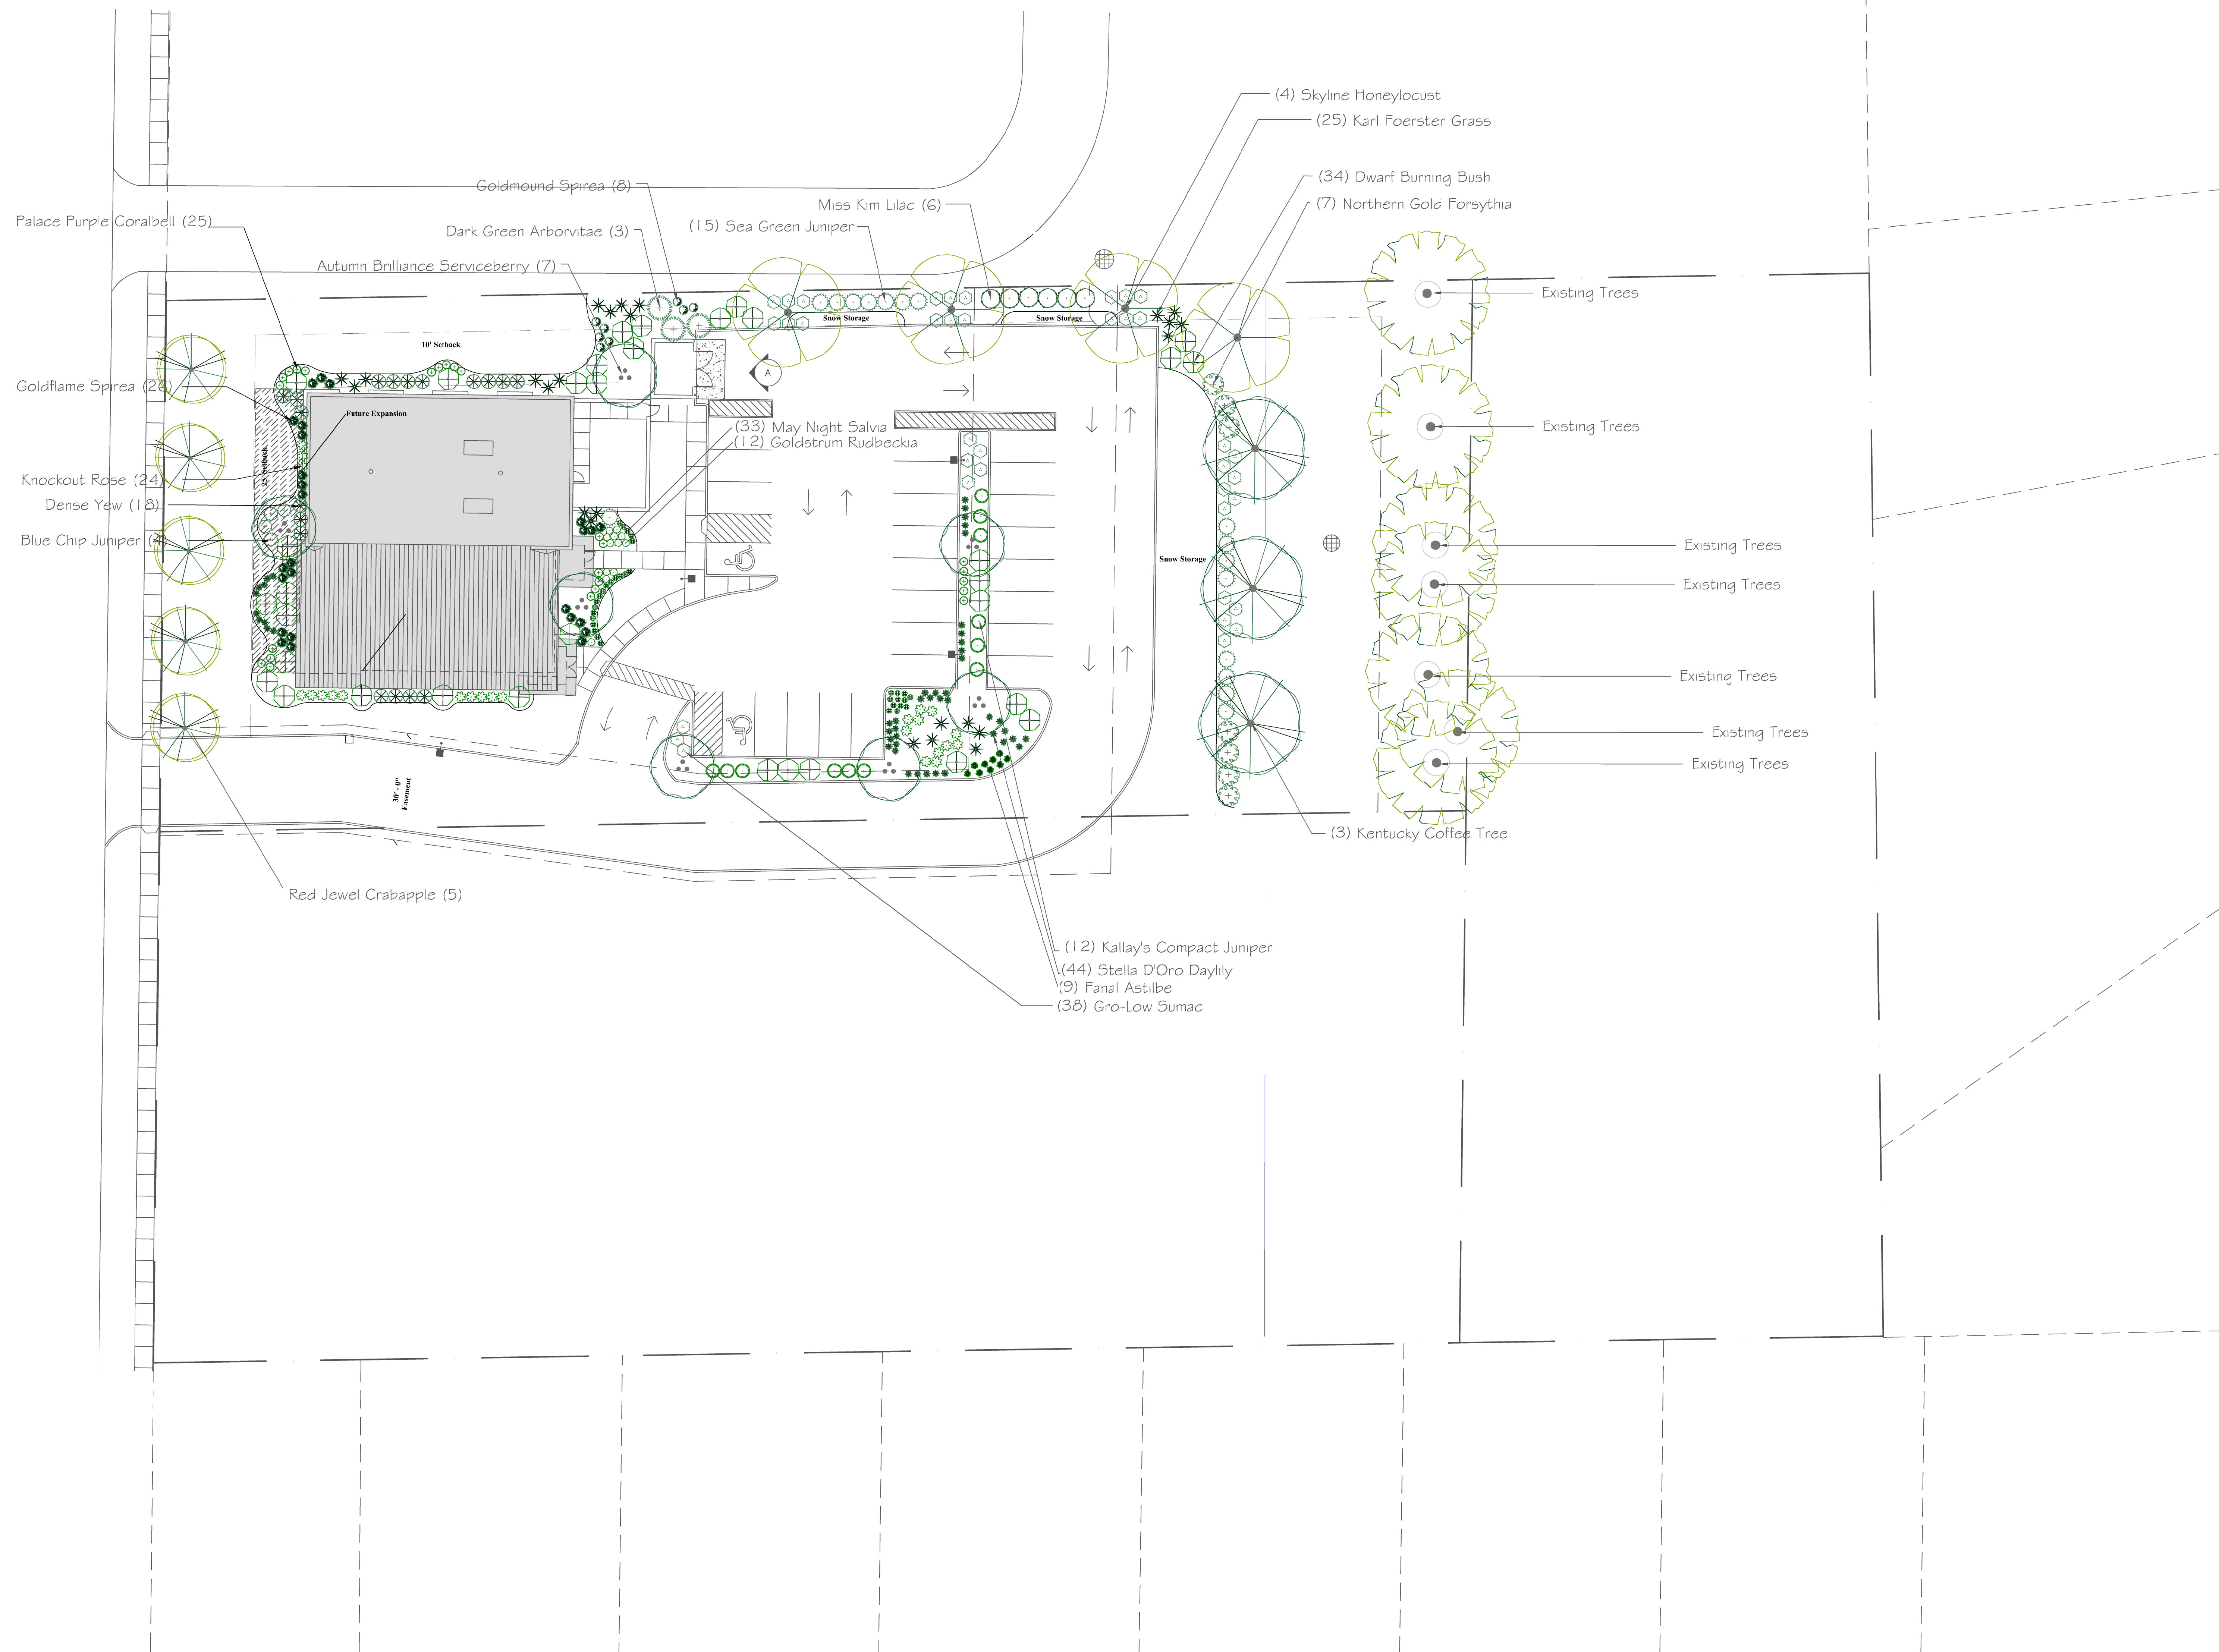 (4) Skyline Honeylocust
(25) Karl Foerster Grass
(34) Dwarf Burning Bush
(7) Northern Gold Forsythia
Goldmound Spirea (8)
Miss Kim Lilac (6)
Palace Purple Coralbell (25)
Dark Green Arborvitae (3)
(15) Sea Green Juniper
Autumn Brilliance Serviceberry (7)
Existing Trees
Snow Storage
Snow Storage
10' Setback
A
Goldflame Spirea (26)
Future Expansion
Existing Trees
(33) May Night Salvia
(12) Goldstrum Rudbeckia
Knockout Rose (24)
Dense Yew (18)
Blue Chip Juniper (4)
Existing Trees
Snow Storage
Existing Trees
Existing Trees
Existing Trees
Existing Trees
30' - 0"
Easement
(3) Kentucky Coffee Tree
Red Jewel Crabapple (5)
(12) Kallay's Compact Juniper
(44) Stella D'Oro Daylily
(9) Fanal Astilbe
(38) Gro-Low Sumac